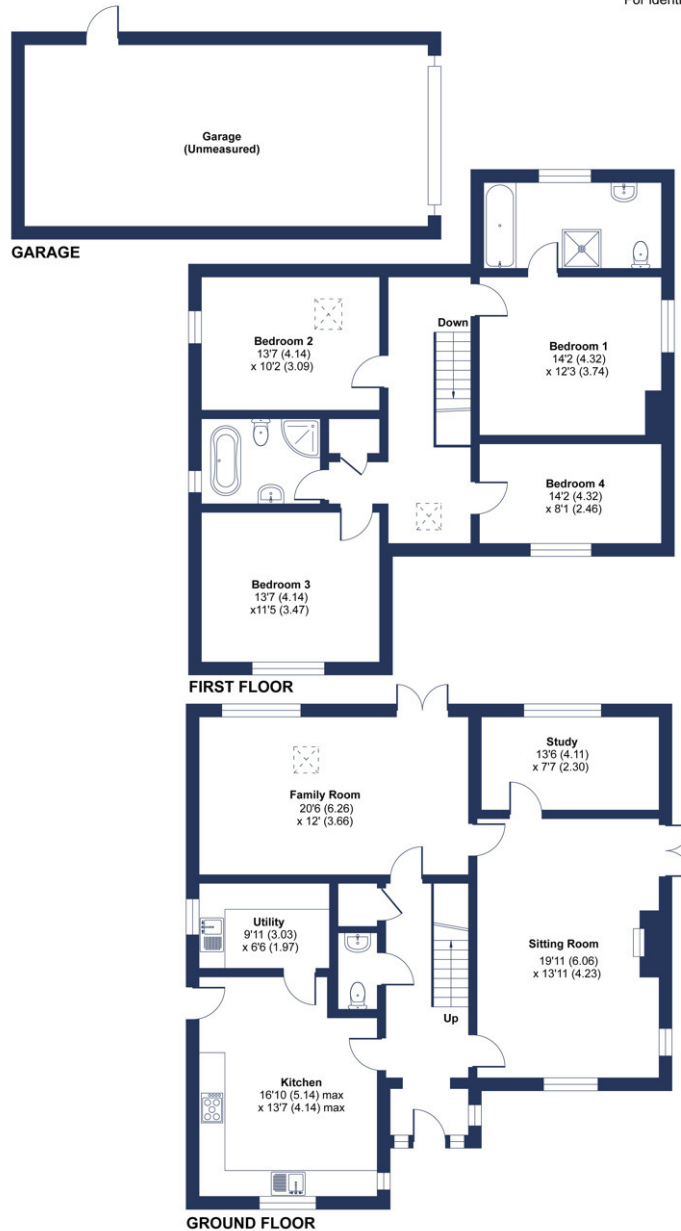 For identi
Garage
(Unmeasured)
GARAGE
Bedroom 2
13'7 (4.14)
x 10'2 (3.09)
Down
Bedroom 1
14'2 (4.32)
x 12'3 (3.74)
Bedroom 4
14'2 (4.32)
x 8'1 (2.46)
Bedroom 3
13'7 (4.14)
x11'5 (3.47)
FIRST FLOOR
Study
13'6 (4.11)
x 7'7 (2.30)
Family Room
20'6 (6.26)
x 12' (3.66)
Utility
9'11 (3.03)
x 6'6 (1.97)
Sitting Room
19'11 (6.06)
x 13'11 (4.23)
Up
Kitchen
16'10 (5.14) max
x 13'7 (4.14) max
GROUND FLOOR